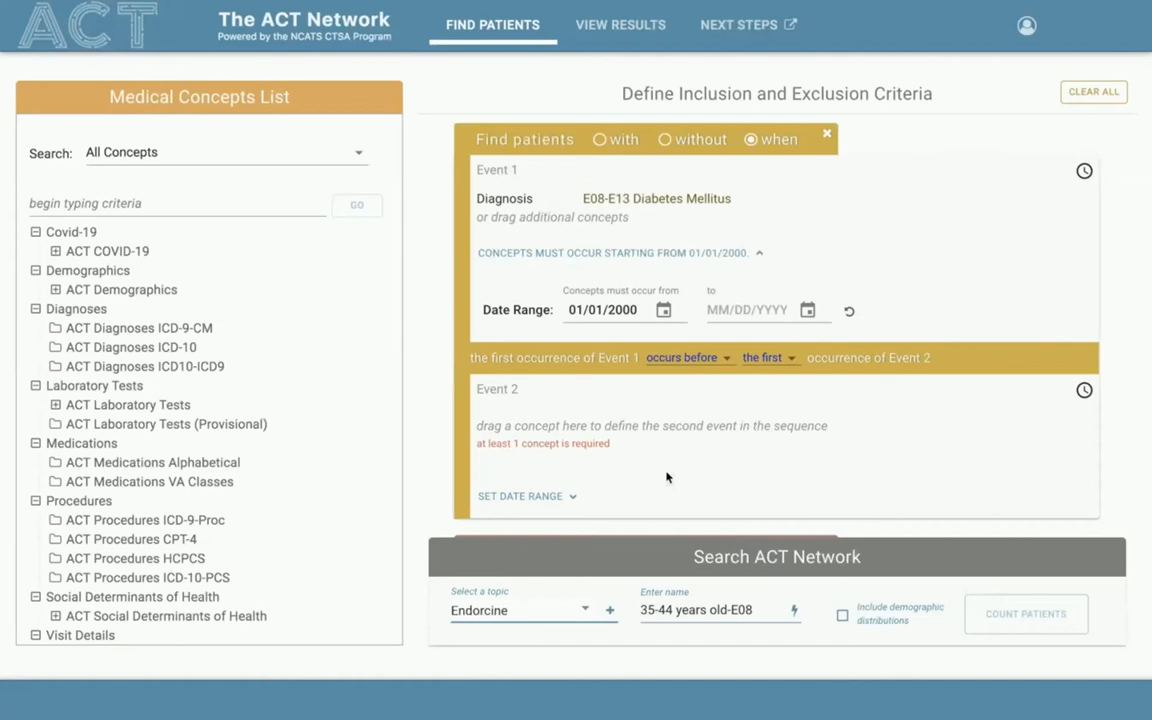 ACT
The ACT Network
Powered by the NCATS CTSA Program
FIND PATIENTS
VIEW RESULTS
NEXT STEPS
Medical Concepts List
Search: All Concepts
begin typing criteria
GO
Covid-19
ACT COVID-19
Demographics
ACT Demographics
Diagnoses
ACT Diagnoses ICD-9-CM
ACT Diagnoses ICD-10
ACT Diagnoses ICD10-ICD9
Laboratory Tests
ACT Laboratory Tests
ACT Laboratory Tests (Provisional)
Medications
ACT Medications Alphabetical
ACT Medications VA Classes
Procedures
ACT Procedures ICD-9-Proc
ACT Procedures CPT-4
ACT Procedures HCPCS
ACT Procedures ICD-10-PCS
Social Determinants of Health
ACT Social Determinants of Health
Visit Details
Define Inclusion and Exclusion Criteria
CLEAR ALL
Find patients with without when
Event 1
Diagnosis E08-E13 Diabetes Mellitus
or drag additional concepts
CONCEPTS MUST OCCUR STARTING FROM 01/01/2000.
Concepts must occur from to
Date Range: 01/01/2000 MM/DD/YYYY
the first occurrence of Event 1 occurs before the first occurrence of Event 2
Event 2
drag a concept here to define the second event in the sequence
at least 1 concept is required
SET DATE RANGE
Search ACT Network
Select a topic
Endorcine
Enter name
35-44 years old-E08
Include demographic
distributions
COUNT PATIENTS